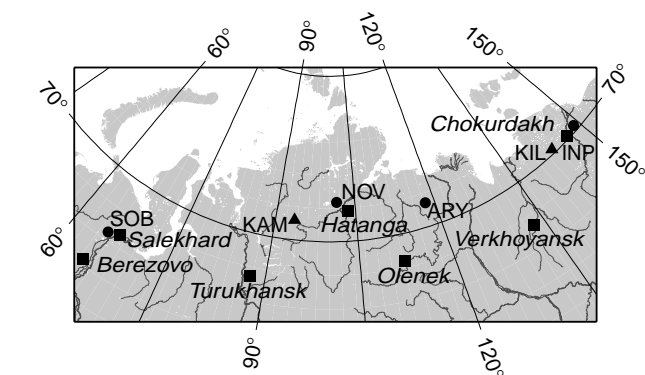 60°
90°
120°
150°
70°
70°
Chokurdakh
KIL
INP
150°
NOV
SOB
KAM
Hatanga
ARY
60°
Salekhard
Verkhoyansk
Berezovo
Olenek
Turukhansk
90°
120°